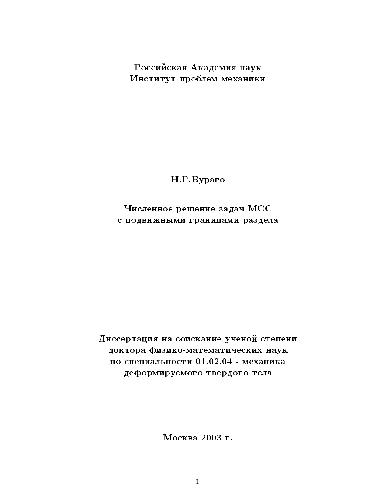 Российская Академия наук
Институт проблем механики
Н.Г.Бураго
Численное решение задач МСС
с подвижными границами раздела
Диссертация на соискание ученой степени
доктора физико-математических наук
по специальности 01.02.04 - механика
деформируемого твердого тела
Москва 2003 г.
1